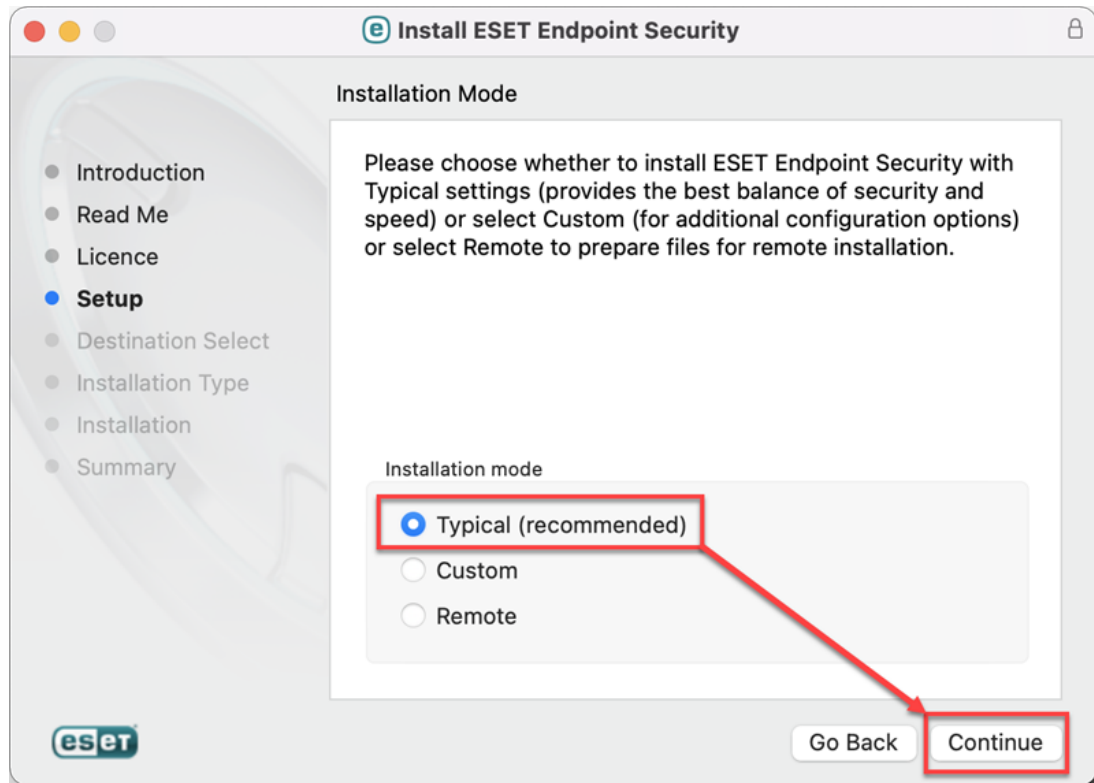 e Install ESET Endpoint Security
Installation Mode
Introduction
Read Me
Licence
Setup
Destination Select
Installation Type
Installation
Summary
Please choose whether to install ESET Endpoint Security with
Typical settings (provides the best balance of security and
speed) or select Custom (for additional configuration options)
or select Remote to prepare files for remote installation.
Installation mode
Typical (recommended)
Custom
Remote
eseT
Go Back
Continue